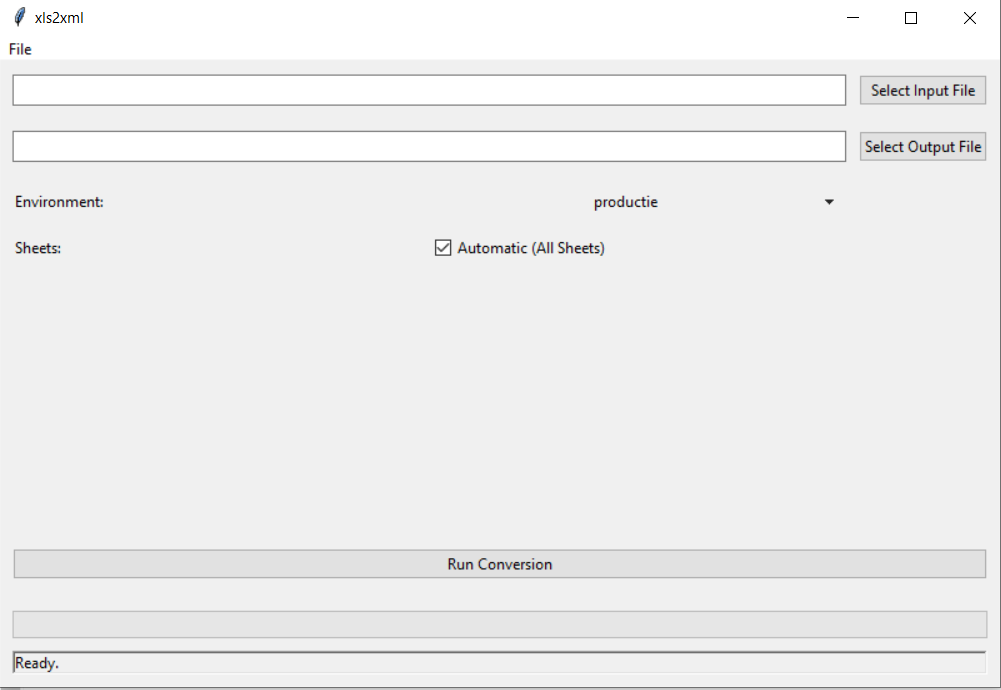 xls2xml
File
Select Input File
Select Output File
Environment: productie
Sheets: Automatic (All Sheets)
Run Conversion
Ready.